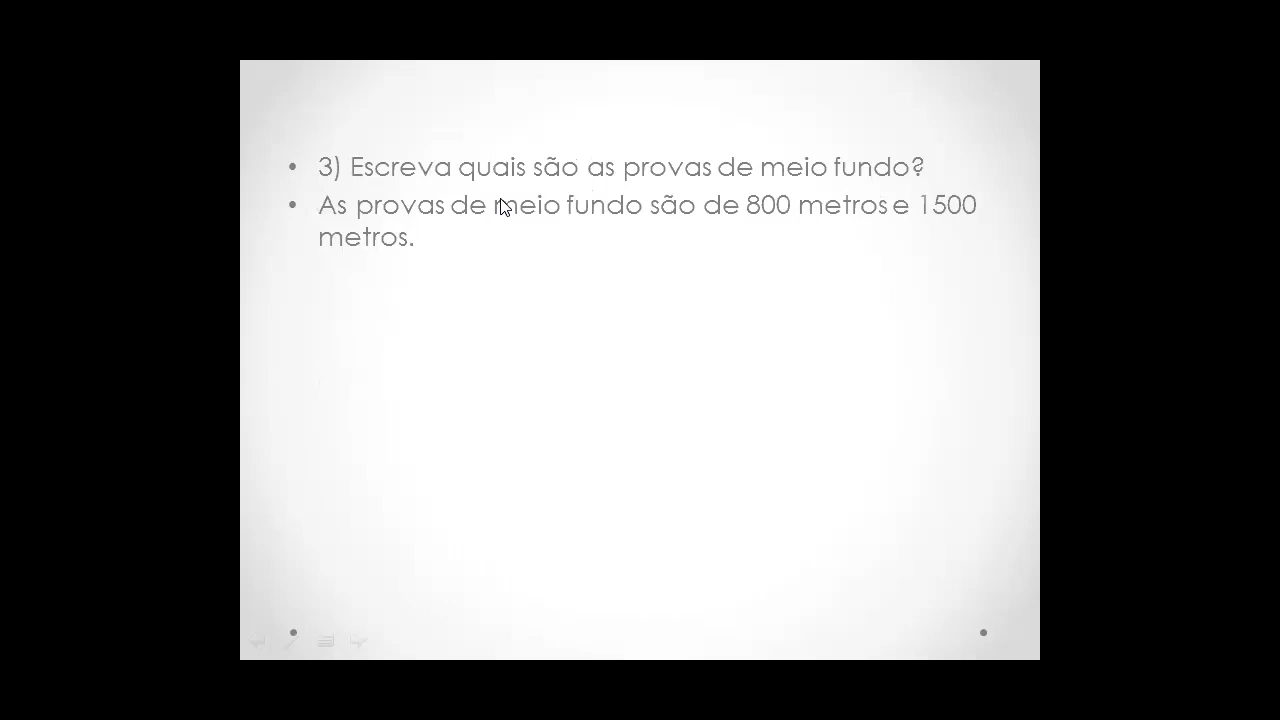 • 3) Escreva quais são as provas de meio fundo?
• As provas de meio fundo são de 800 metros e 1500
metros.